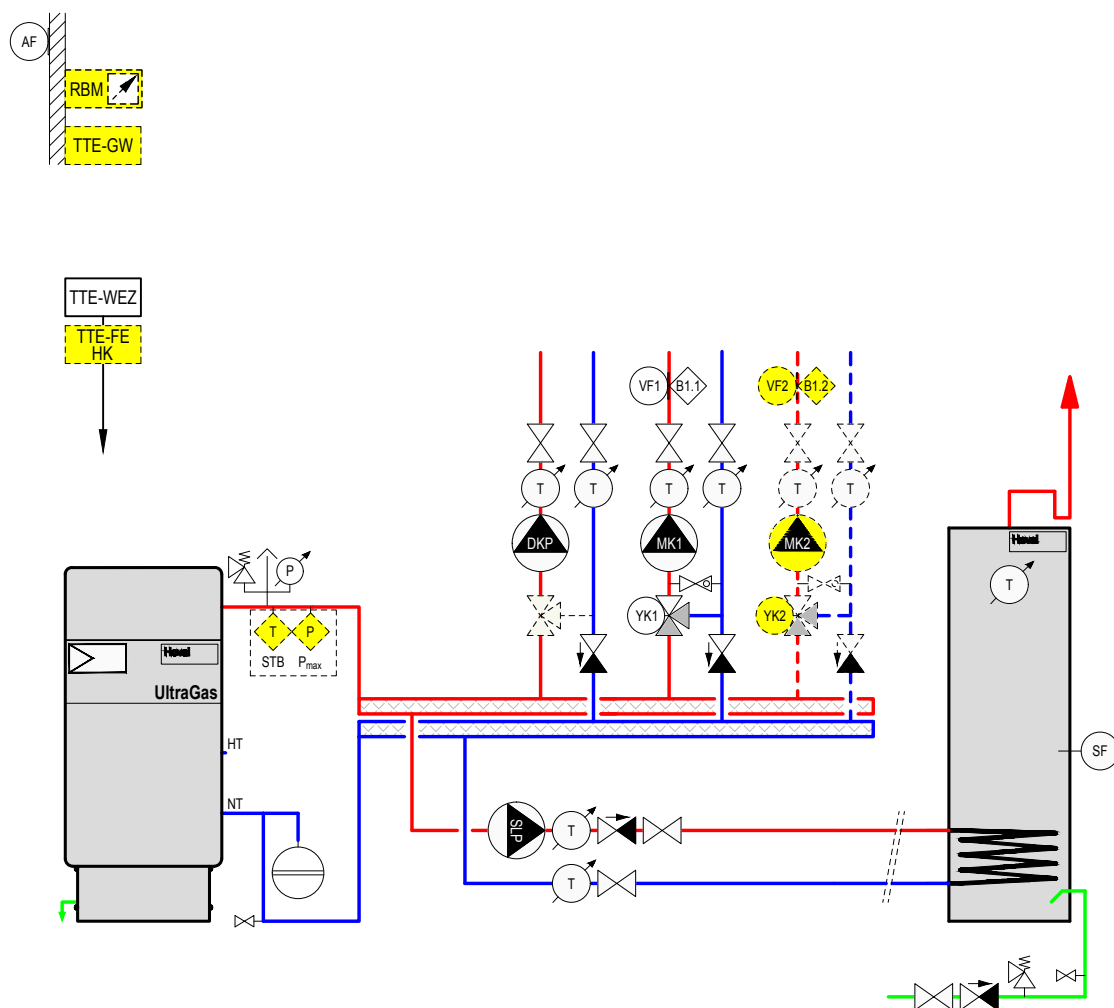 AF
RBM
TTE-GW
TTE-WEZ
TTE-FE
HK
VF1
B1.1
VF2
B1.2
T
T
T
T
T
T
DKP
MK1
MK2
YK1
YK2
P
T
P
STB
Pmax
Hoval
UltraGas
HT
NT
SLP
T
T
Hoval
T
SF